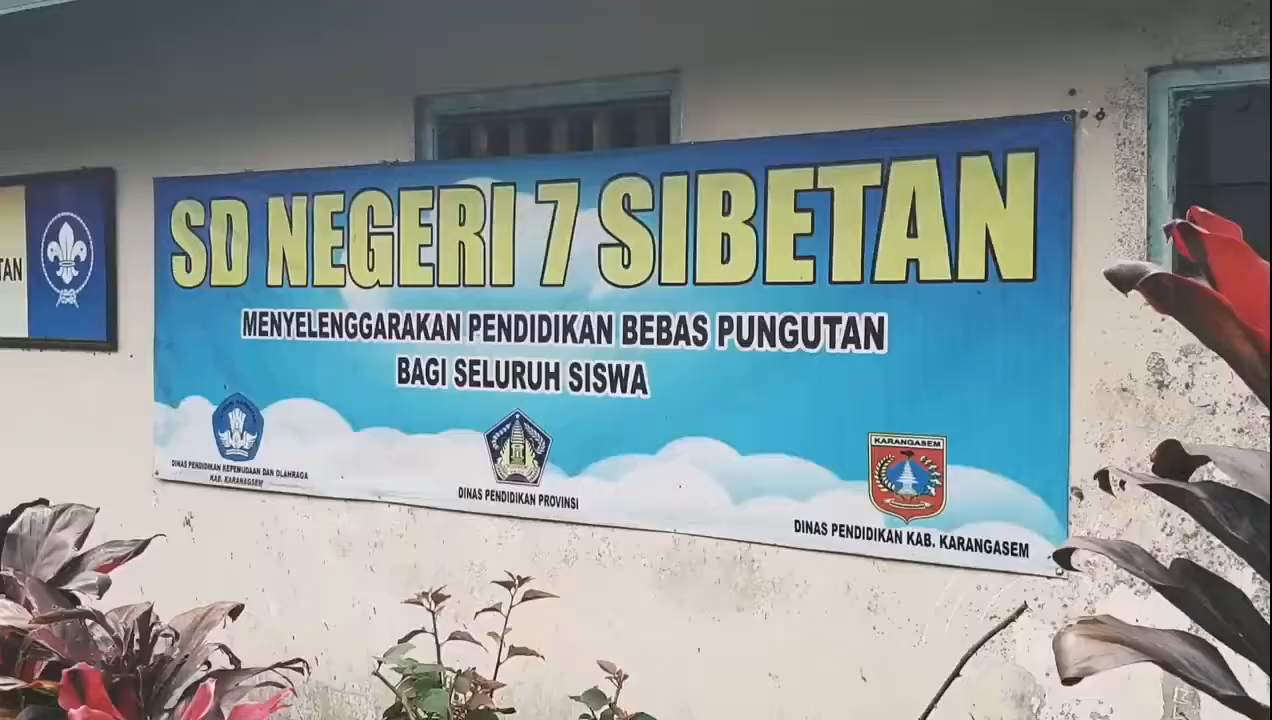 TAN
SD NEGERI 7 SIBETAN
MENYELENGGARAKAN PENDIDIKAN BEBAS PUNGUTAN
BAGI SELURUH SISWA
DINAS PENDIDIKAN KEPEMUDAAN DAN OLAHRAGA
KAB. KARANAGSEM
DINAS PENDIDIKAN PROVINSI
KARANGASEM
DINAS PENDIDIKAN KAB. KARANGASEM